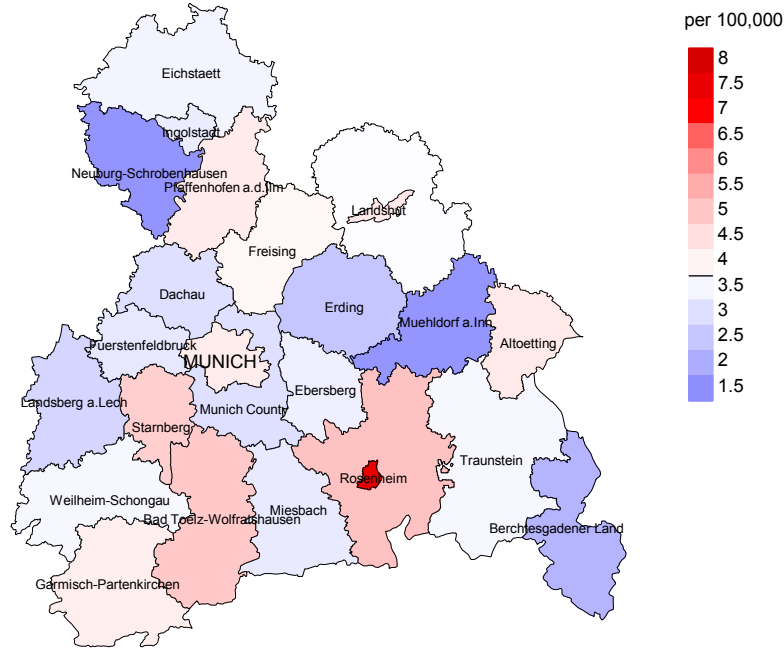 per 100,000
8
7.5
7
6.5
6
5.5
5
4.5
4
3.5
3
2.5
2
1.5
Eichstaett
Ingolstadt
Neuburg-Schrobenhausen
Pfaffenhofen a.d.Ilm
Landshut
Freising
Dachau
Erding
Muehldorf a.Inn
Altoetting
Fuerstenfeldbruck
MUNICH
Ebersberg
Landsberg a.Lech
Munich County
Starnberg
Traunstein
Rosenheim
Weilheim-Schongau
Miesbach
Bad Toelz-Wolfratshausen
Berchtesgadener Land
Garmisch-Partenkirchen